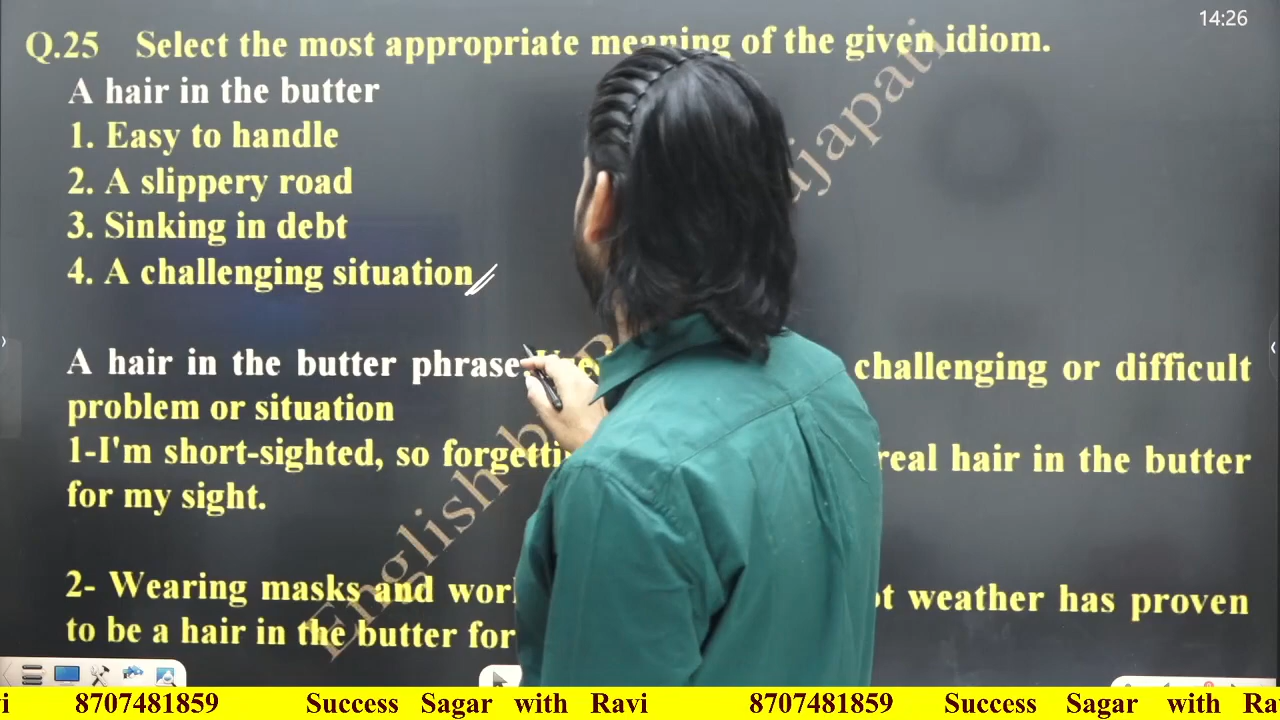 14:26
Q.25 Select the most appropriate meaning of the given idiom.
A hair in the butter
1. Easy to handle
2. A slippery road
3. Sinking in debt
4. A challenging situation
A hair in the butter phrase. challenging or difficult
problem or situation
1-I'm short-sighted, so real hair in the butter
for my sight.
2- Wearing masks and weather has proven
to be a hair in the butter for
8707481859 Success Sagar with Ravi 8707481859 Success Sagar with